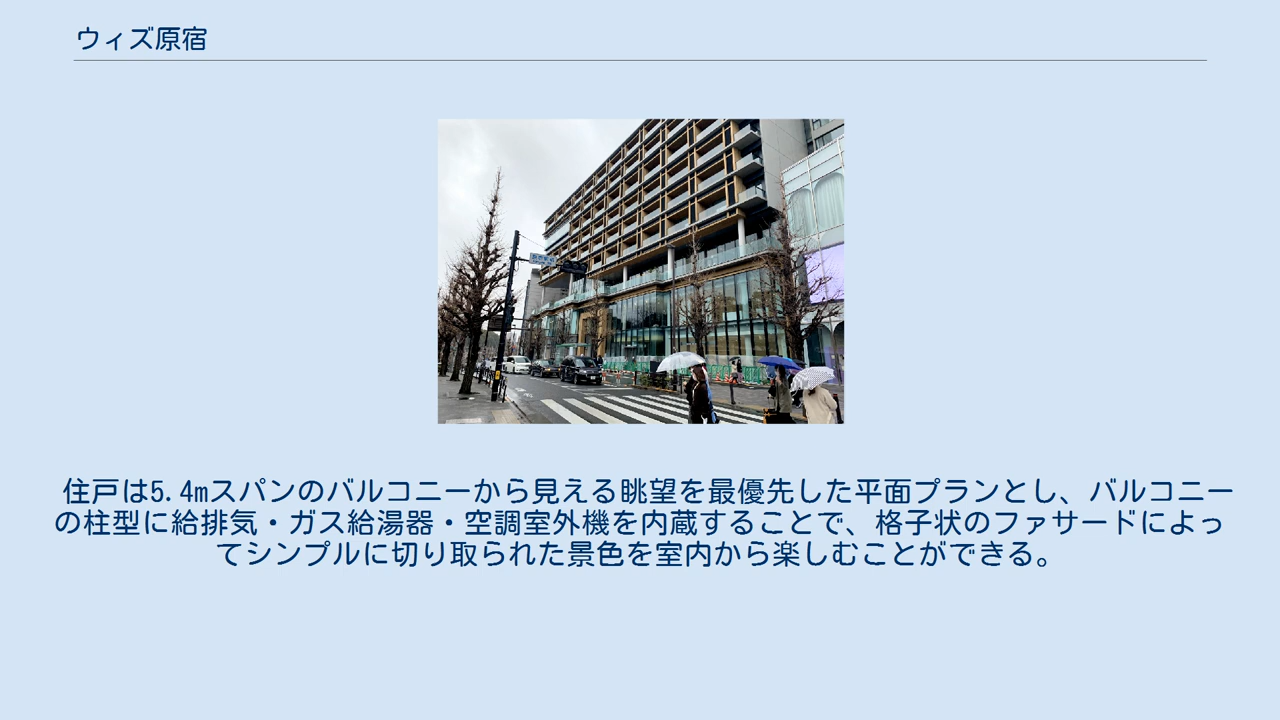 ウィズ原宿
住戸は5.4mスパンのバルコニーから見える眺望を最優先した平面プランとし、バルコニー
の柱型に給排気・ガス給湯器・空調室外機を内蔵することで、格子状のファサードによっ
てシンプルに切り取られた景色を室内から楽しむことができる。